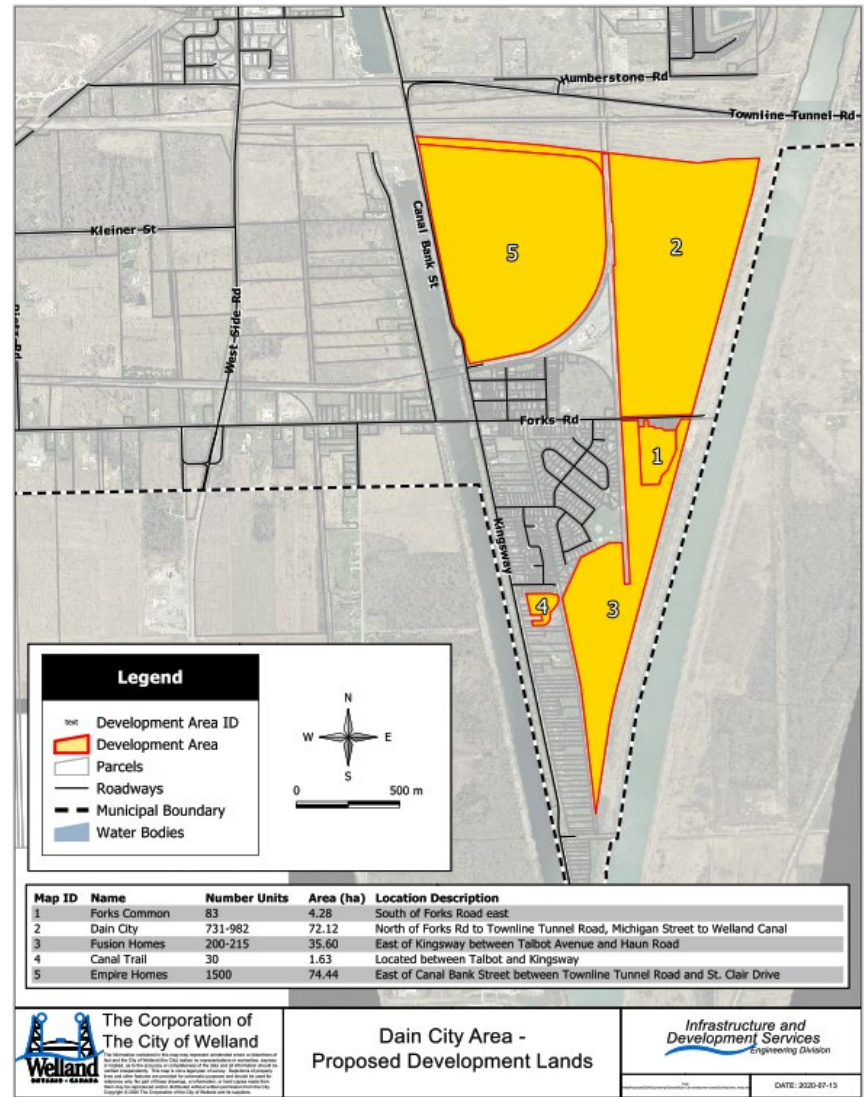 Humberstone Rd
Townline Tunnel Rd
Kleiner St
Canal Bank St
West Side Rd
5
2
Forks Rd
1
Kingsway
4
3
Legend
text Development Area ID
Development Area
Parcels
Roadways
Municipal Boundary
Water Bodies
N
W E
S
0 500 m
Map ID Name Number Units Area (ha) Location Description
1 Forks Common 83 4.28 South of Forks Road east
2 Dain City 731-982 72.12 North of Forks Rd to Townline Tunnel Road, Michigan Street to Welland Canal
3 Fusion Homes 200-215 35.60 East of Kingsway between Talbot Avenue and Haun Road
4 Canal Trail 30 1.63 Located between Talbot and Kingsway
5 Empire Homes 1500 74.44 East of Canal Bank Street between Townline Tunnel Road and St. Clair Drive
Welland
ONTARIO · CANADA
The Corporation of
The City of Welland
Dain City Area -
Proposed Development Lands
Infrastructure and
Development Services
Engineering Division
DATE: 2020-07-13